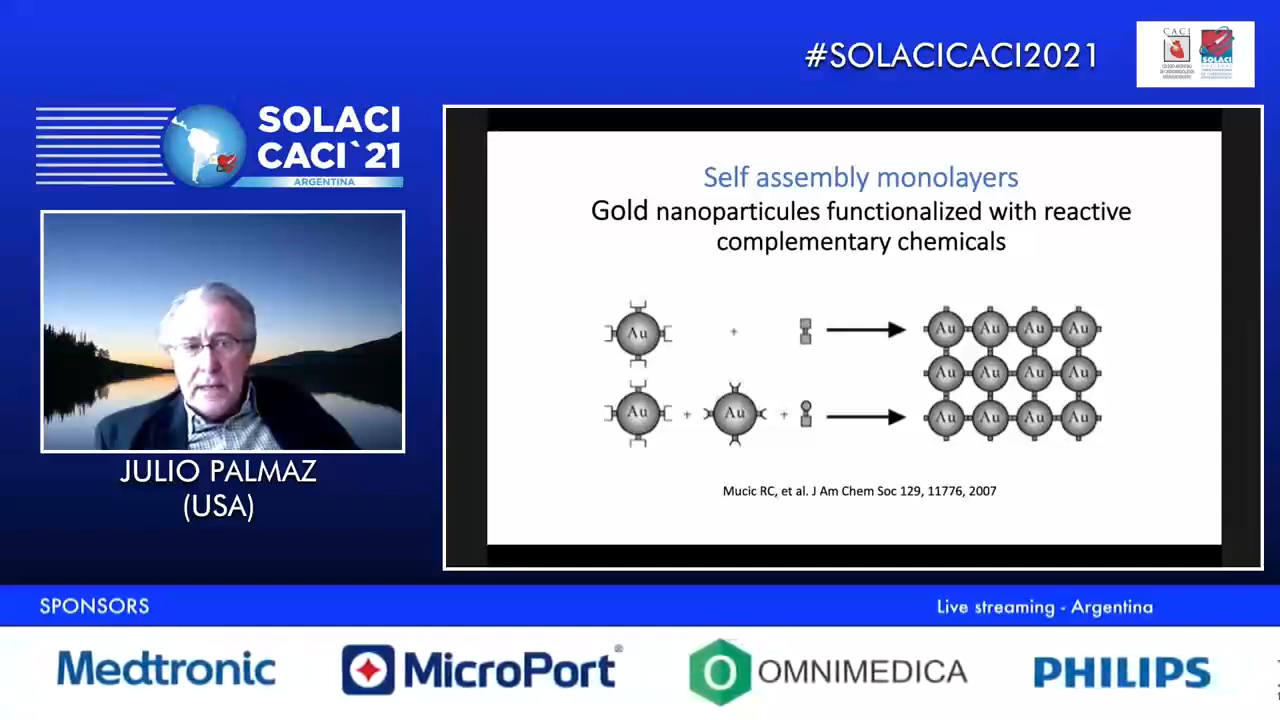 #SOLACICACI2021
CACI
SOLACI
SOLACI
CACI`21
ARGENTINA
JULIO PALMAZ
(USA)
Self assembly monolayers
Gold nanoparticules functionalized with reactive
complementary chemicals
Au + Au Au Au Au
Au Au Au Au
Au + Au + Au Au Au Au
Mucic RC, et al. J Am Chem Soc 129, 11776, 2007
SPONSORS
Live streaming - Argentina
Medtronic
MicroPort®
OMNIMEDICA
PHILIPS